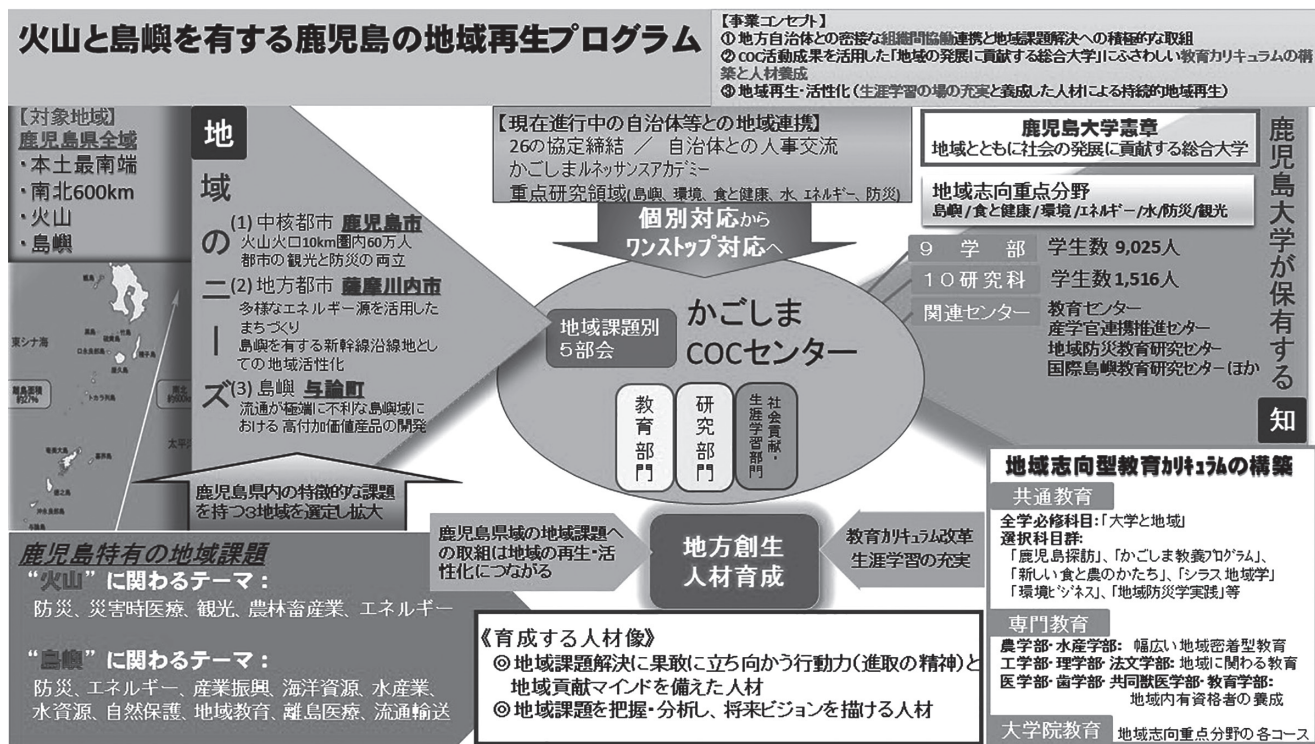 火山と島嶼を有する鹿児島の地域再生プログラム
【事業コンセプト】
① 地方自治体との密接な組織間協働連携と地域課題解決への積極的な取組
② COC活動成果を活用した「地域の発展に貢献する総合大学」にふさわしい教育カリキュラムの構
築と人材養成
③ 地域再生・活性化（生涯学習の場の充実と養成した人材による持続的地域再生）
【対象地域】
鹿児島県全域
・本土最南端
・南北600km
・火山
・島嶼
東シナ海
離島面積
約27%
南北
約600km
種子島
屋久島
トカラ列島
奄美大島
喜界島
徳之島
与論島
地域のニーズ
(1) 中核都市 鹿児島市
火山火口10km圏内60万人
都市の観光と防災の両立
(2) 地方都市 薩摩川内市
多様なエネルギー源を活用した
まちづくり
島嶼を有する新幹線沿線地とし
ての地域活性化
(3) 島嶼 与論町
流通が極端に不利な島嶼域に
おける 高付加価値産品の開発
鹿児島県内の特徴的な課題
を持つ3地域を選定し拡大
【現在進行中の自治体等との地域連携】
26の協定締結 ／ 自治体との人事交流
かごしまルネッサンスアカデミー
重点研究領域(島嶼、環境、食と健康、水、エネルギー、防災)
個別対応から
ワンストップ対応へ
地域課題別
5部会
かごしま
COCセンター
教育部門
研究部門
社会貢献・
生涯学習部門
鹿児島大学憲章
地域とともに社会の発展に貢献する総合大学
地域志向重点分野
島嶼/食と健康/環境/エネルギー/水/防災/観光
9 学 部 学生数 9,025人
10研究科 学生数 1,516人
関連センター 教育センター
産学官連携推進センター
地域防災教育研究センター
国際島嶼教育研究センターほか
鹿児島大学が保有する
知
鹿児島特有の地域課題
“火山” に関わるテーマ：
防災、災害時医療、観光、農林畜産業、エネルギー
“島嶼” に関わるテーマ：
防災、エネルギー、産業振興、海洋資源、水産業、
水資源、自然保護、地域教育、離島医療、流通輸送
鹿児島県域の地域課題へ
の取組は地域の再生・活
性化につながる
地方創生
人材育成
教育カリキュラム改革
生涯学習の充実
《育成する人材像》
◎地域課題解決に果敢に立ち向かう行動力(進取の精神)と
地域貢献マインドを備えた人材
◎地域課題を把握・分析し、将来ビジョンを描ける人材
地域志向型教育カリキュラムの構築
共通教育
全学必修科目：「大学と地域」
選択科目群：
「鹿児島探訪」、「かごしま教養プログラム」、
「新しい食と農のかたち」、「シラス地域学」
「環境ビジネス」、「地域防災学実践」等
専門教育
農学部・水産学部： 幅広い地域密着型教育
工学部・理学部・法文学部： 地域に関わる教育
医学部・歯学部・共同獣医学部・教育学部：
地域内有資格者の養成
大学院教育 地域志向重点分野の各コース